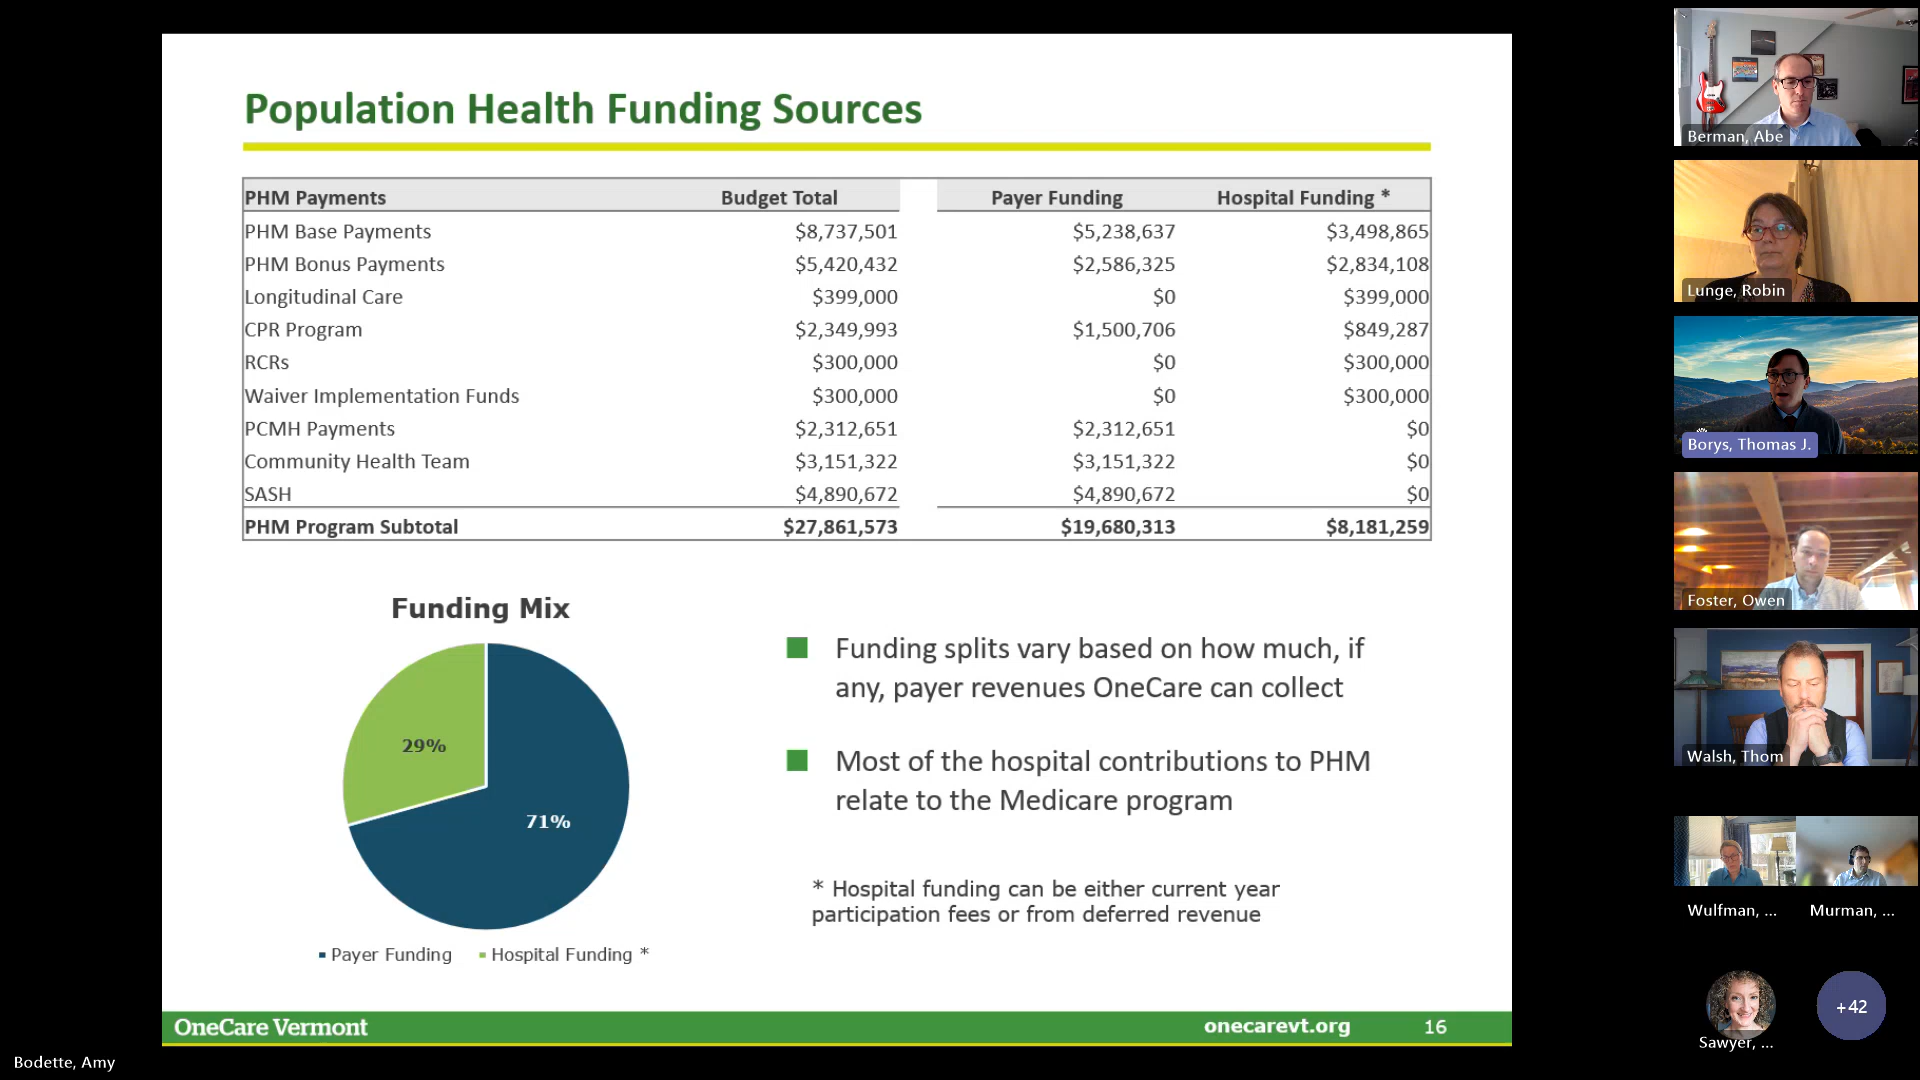 Population Health Funding Sources
PHM Payments Budget Total Payer Funding Hospital Funding *
PHM Base Payments $8,737,501 $5,238,637 $3,498,865
PHM Bonus Payments $5,420,432 $2,586,325 $2,834,108
Longitudinal Care $399,000 $0 $399,000
CPR Program $2,349,993 $1,500,706 $849,287
RCRs $300,000 $0 $300,000
Waiver Implementation Funds $300,000 $0 $300,000
PCMH Payments $2,312,651 $2,312,651 $0
Community Health Team $3,151,322 $3,151,322 $0
SASH $4,890,672 $4,890,672 $0
PHM Program Subtotal $27,861,573 $19,680,313 $8,181,259
Funding Mix
29%
71%
Payer Funding Hospital Funding *
Funding splits vary based on how much, if
any, payer revenues OneCare can collect
Most of the hospital contributions to PHM
relate to the Medicare program
* Hospital funding can be either current year
participation fees or from deferred revenue
OneCare Vermont onecarevt.org 16
Bodette, Amy
Berman, Abe
Lunge, Robin
Borys, Thomas J.
Foster, Owen
Walsh, Thom
Wulfman, ... Murman, ...
Sawyer, ... +42